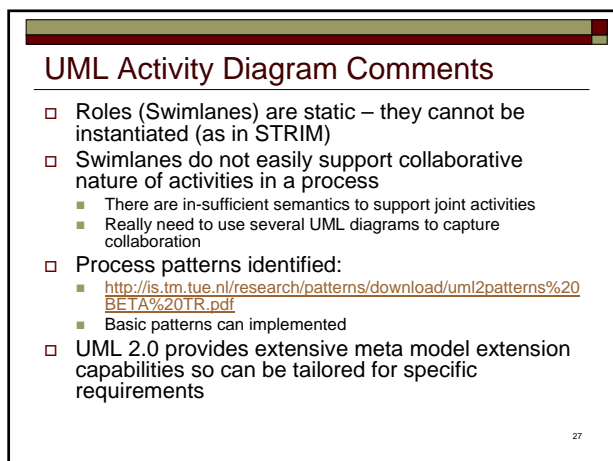 UML Activity Diagram Comments
Roles (Swimlanes) are static – they cannot be
instantiated (as in STRIM)
Swimlanes do not easily support collaborative
nature of activities in a process
There are in-sufficient semantics to support joint activities
Really need to use several UML diagrams to capture
collaboration
Process patterns identified:
http://is.tm.tue.nl/research/patterns/download/uml2patterns%20
BETA%20TR.pdf
Basic patterns can implemented
UML 2.0 provides extensive meta model extension
capabilities so can be tailored for specific
requirements
27